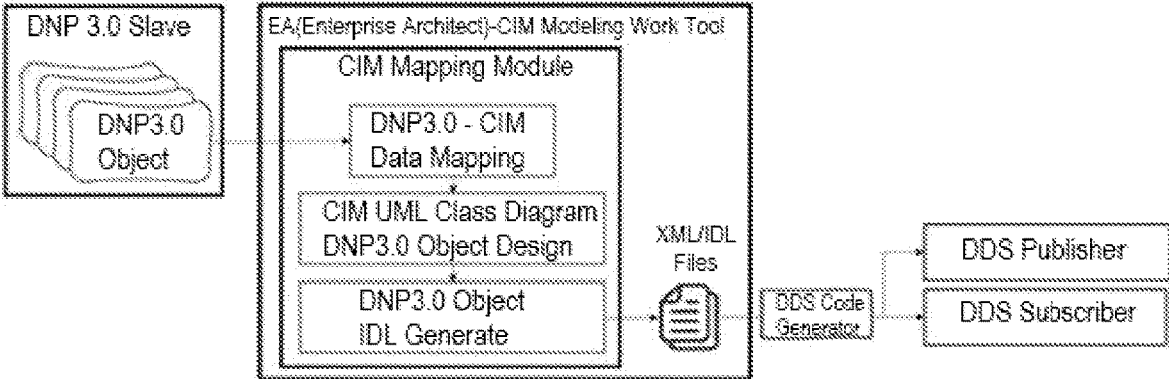 DNP 3.0 Slave
DNP3.0
Object
EA(Enterprise Architect)-CIM Modeling Work Tool
CIM Mapping Module
DNP3.0 - CIM
Data Mapping
CIM UML Class Diagram
DNP3.0 Object Design
DNP3.0 Object
IDL Generate
XML/IDL
Files
DDS Code
Generator
DDS Publisher
DDS Subscriber